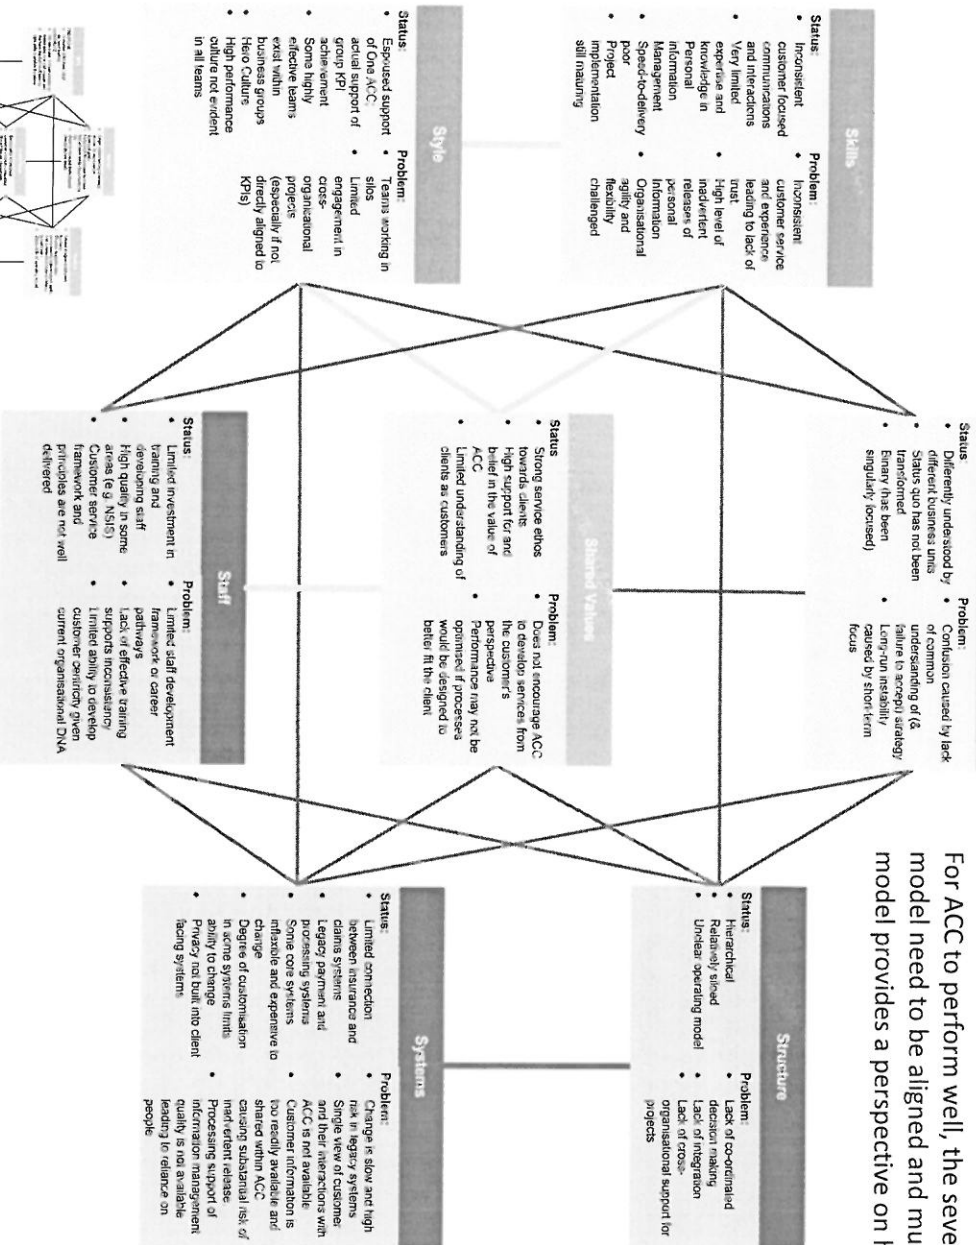 For ACC to perform well, the seve
model need to be aligned and mu
model provides a perspective on
Status:
• Differently understood by
different business units
• Status quo has not been
transformed
• Binary (has been
singularly focused)
Problem:
• Confusion caused by lack
of common
understanding of (&
failure to accept) strategy
• Long-run instability
caused by short-term
focus
Skills
Status:
• Inconsistent
customer focused
communications
and interactions
• Very limited
expertise and
knowledge in
Personal
information
Management
• Speed-to-delivery
poor
• Project
implementation
still maturing
Problem:
• Inconsistent
customer service
and experience
leading to lack of
trust
• High level of
inadvertent
releases of
personal
Information
• Organisational
agility and
flexibility
challenged
Structure
Status:
• Hierarchical
• Relatively siloed
• Unclear operating model
Problem:
• Lack of co-ordinated
decision making
• Lack of integration
• Lack of cross-
organisational support for
projects
Shared Values
Status
• Strong service ethos
towards clients
• High support for and
belief in the value of
ACC
• Limited understanding of
clients as customers
Problem:
• Does not encourage ACC
to develop services from
the customer's
perspective
• Performance may not be
optimised if processes
would be designed to
better fit the client
Style
Status:
• Espoused support
of One ACC,
actual support of
group KPI
achievement
• Some highly
effective teams
exist within
business groups
• Hero Culture
• High performance
culture not evident
in all teams
Problem:
• Teams working in
silos
• Limited
engagement in
cross-
organisational
projects
(especially if not
directly aligned to
KPIs)
Systems
Status:
• Limited connection
between insurance and
claims systems
• Legacy payment and
processing systems
• Some core systems
inflexible and expensive to
change
• Degree of customisation
in some systems limits
ability to change
• Privacy not built into client
facing systems
Problem:
• Change is slow and high
risk in legacy systems
• Single view of customer
and their interactions with
ACC is not available
• Customer information is
too readily available and
shared within ACC
causing substantial risk of
inadvertent release
• Processing support of
information management
quality is not available
leading to reliance on
people
Staff
Status:
• Limited investment in
training and
developing staff
• High quality in some
areas (e.g. NSIS)
• Customer service
framework and
principles are not well
delivered
Problem:
• Limited staff development
framework or career
pathways
• Lack of effective training
supports inconsistency
• Limited ability to develop
customer centricity given
current organisational DNA